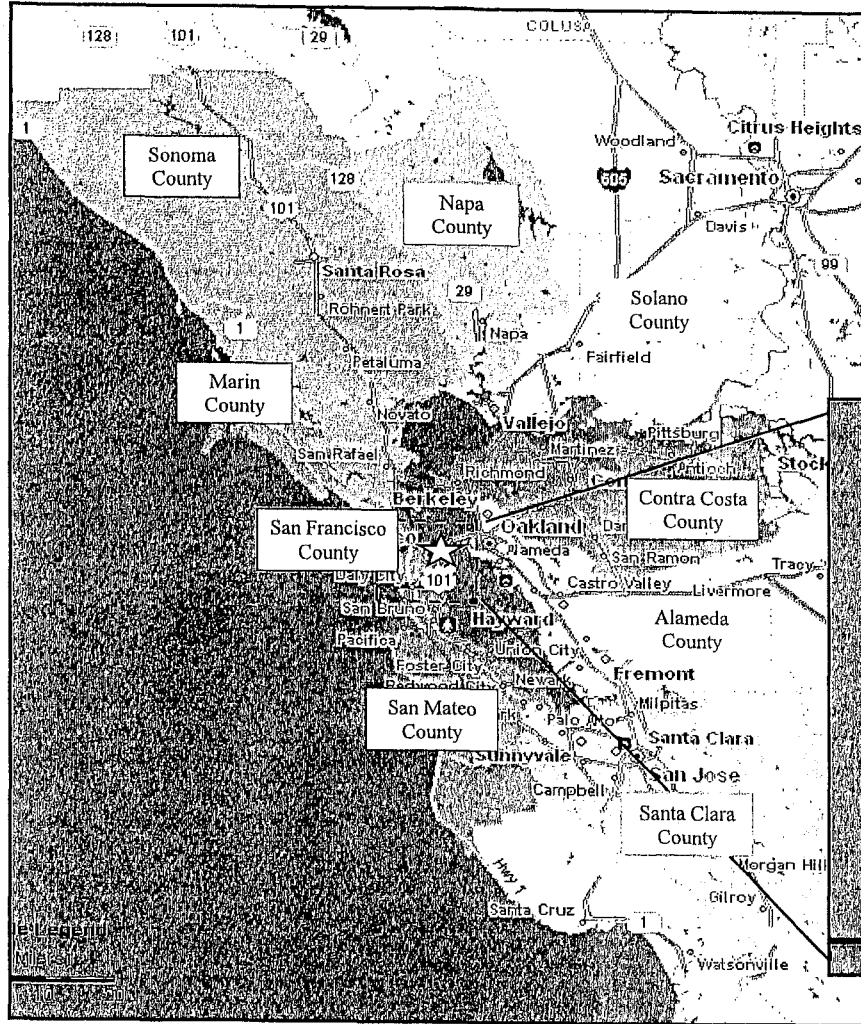 COLUSA
128
101
29
Citrus Heights
Woodland
1
Sonoma
County
Sacramento
505
128
Napa
County
101
Davis
99
Santa Rosa
29
Solano
County
Rohnert Park
1
Napa
Petaluma
Fairfield
Marin
County
Novato
Vallejo
Pittsburg
Martinez
San Rafael
Antioch
Stock
Richmond
Con
Berkeley
Contra Costa
County
San Francisco
County
Oakland
Dan
Alameda
San Ramon
Tracy
Daly City
101
Castro Valley
Livermore
San Bruno
Hayward
Alameda
County
Pacifica
Union City
Foster City
Fremont
Redwood City
Newark
San Mateo
County
Milpitas
Palo Alto
Santa Clara
Sunnyvale
San Jose
Campbell
Santa Clara
County
Hwy 1
Morgan Hill
Gilroy
Santa Cruz
1
Watsonville